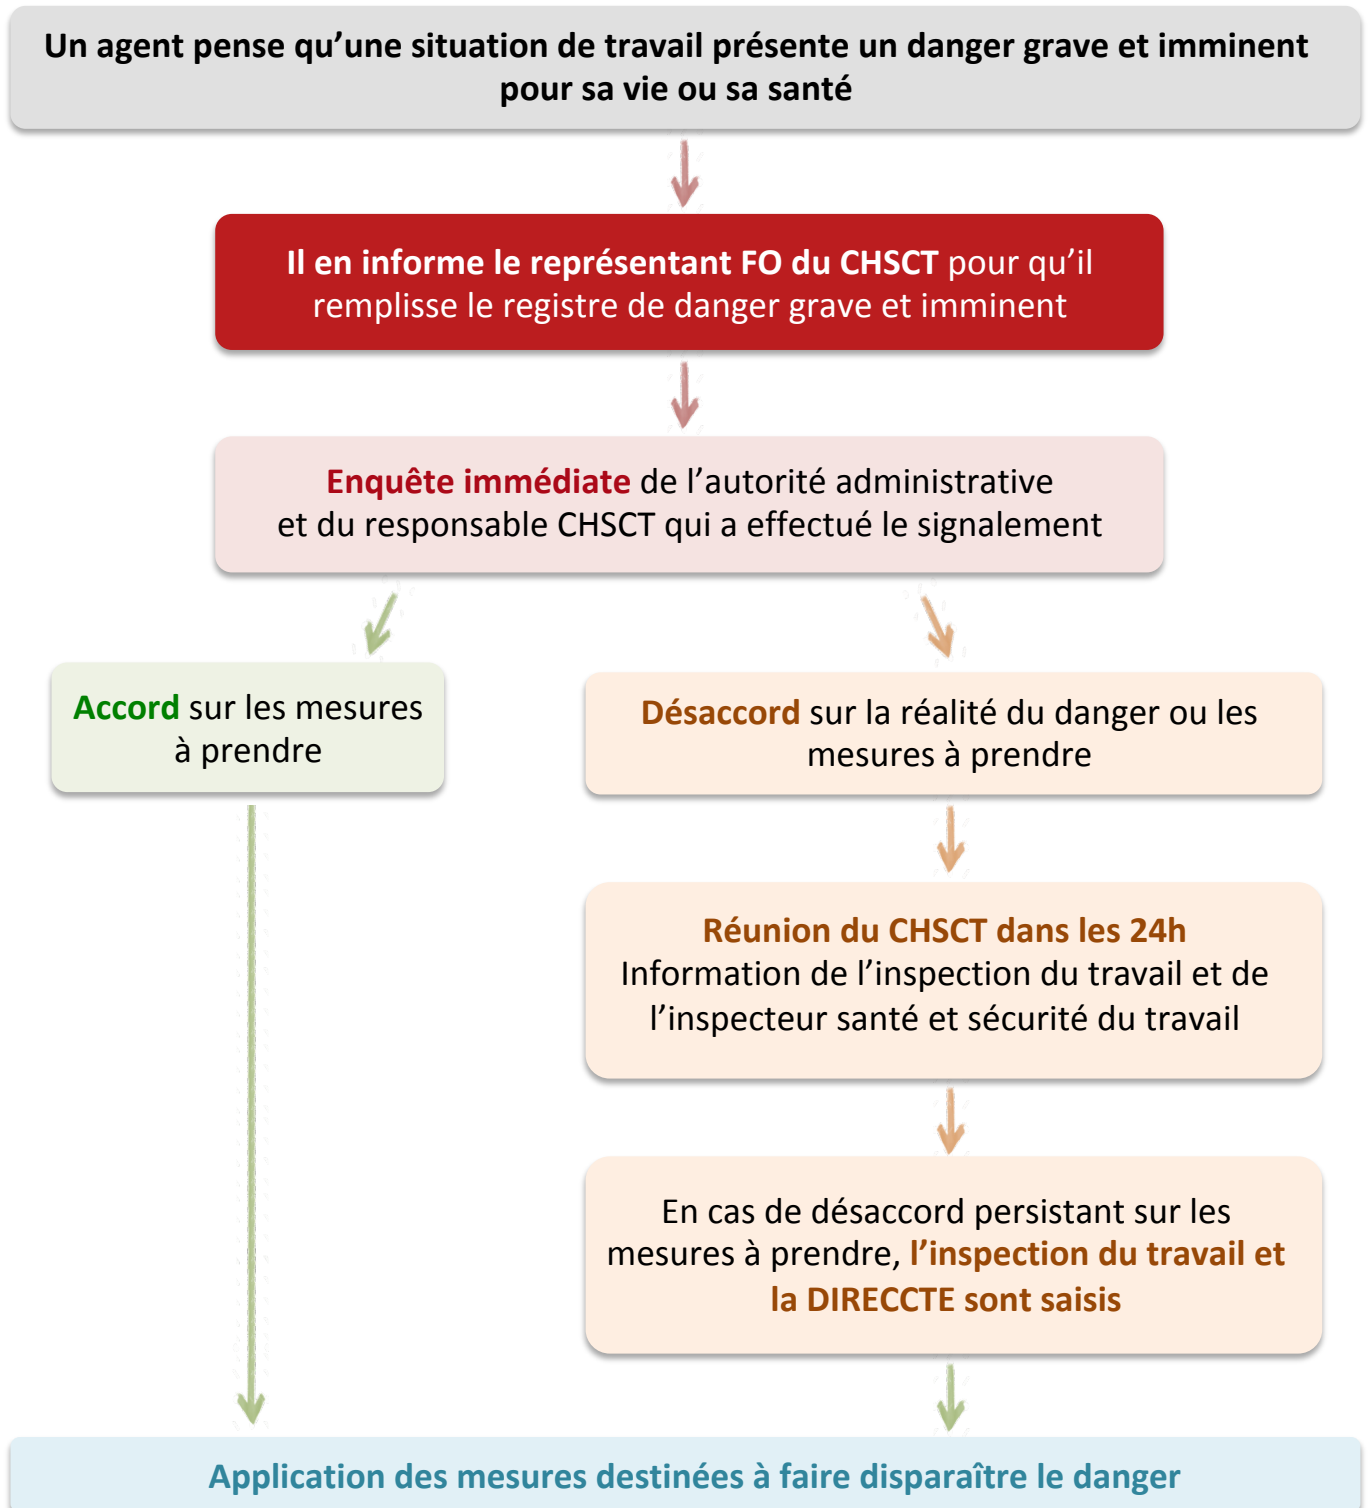 Un agent pense qu’une situation de travail présente un danger grave et imminent
pour sa vie ou sa santé
Il en informe le représentant FO du CHSCT pour qu’il
remplisse le registre de danger grave et imminent
Enquête immédiate de l’autorité administrative
et du responsable CHSCT qui a effectué le signalement
Accord sur les mesures
à prendre
Désaccord sur la réalité du danger ou les
mesures à prendre
Réunion du CHSCT dans les 24h
Information de l’inspection du travail et de
l’inspecteur santé et sécurité du travail
En cas de désaccord persistant sur les
mesures à prendre, l’inspection du travail et
la DIRECCTE sont saisis
Application des mesures destinées à faire disparaître le danger